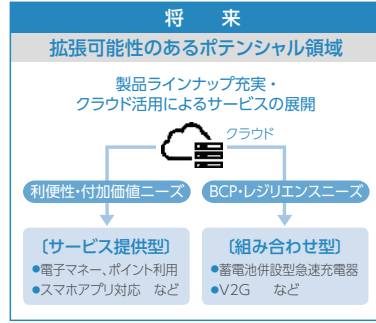 将 来
拡張可能性のあるポテンシャル領域
製品ラインナップ充実・
クラウド活用によるサービスの展開
クラウド
利便性・付加価値ニーズ
BCP・レジリエンスニーズ
〔サービス提供型〕
●電子マネー、ポイント利用
●スマホアプリ対応 など
〔組み合わせ型〕
●蓄電池併設型急速充電器
●V2G など